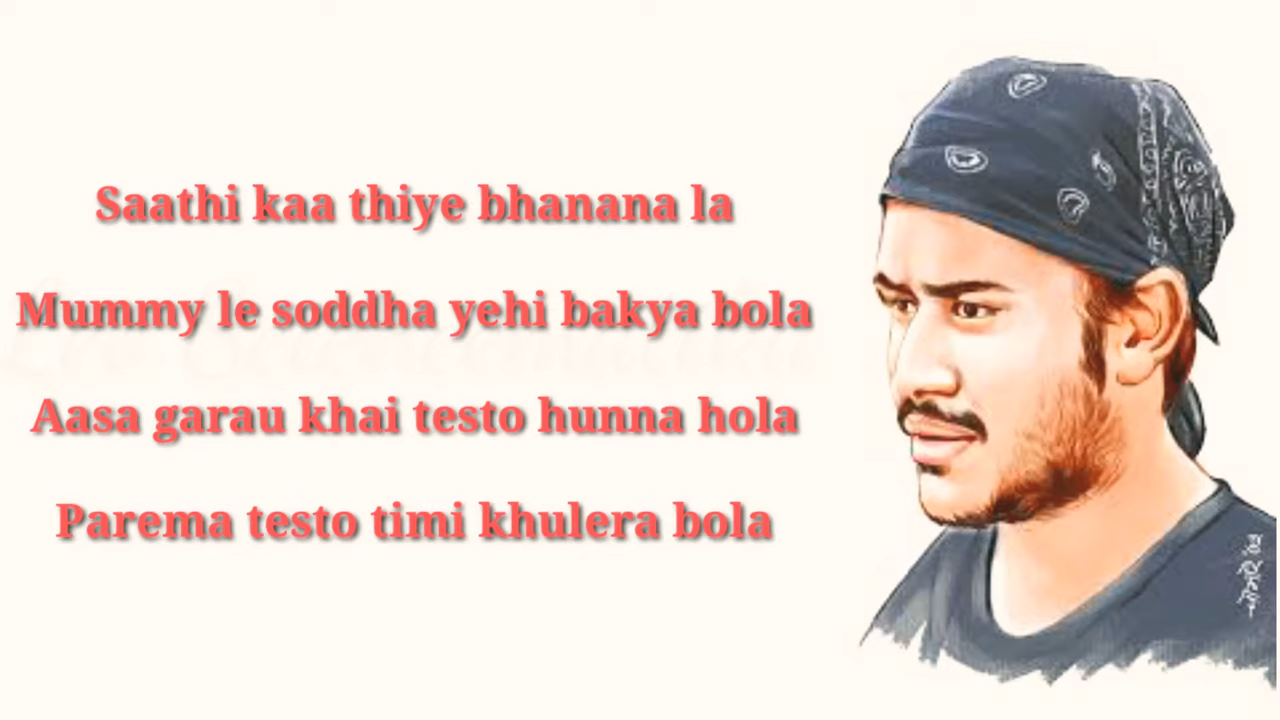 Saathi kaa thiye bhanana la
Mummy le soddha yehi bakya bola
Aasa garau khai testo hunna hola
Parema testo timi khulera bola